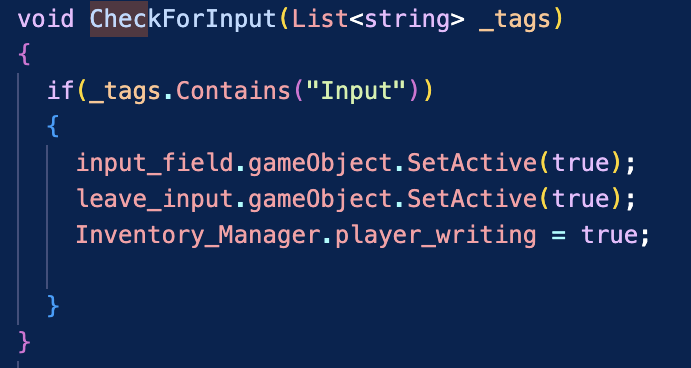 void CheckForInput(List<string> _tags)
{
if(_tags.Contains("Input"))
{
input_field.gameObject.SetActive(true);
leave_input.gameObject.SetActive(true);
Inventory_Manager.player_writing = true;
}
}